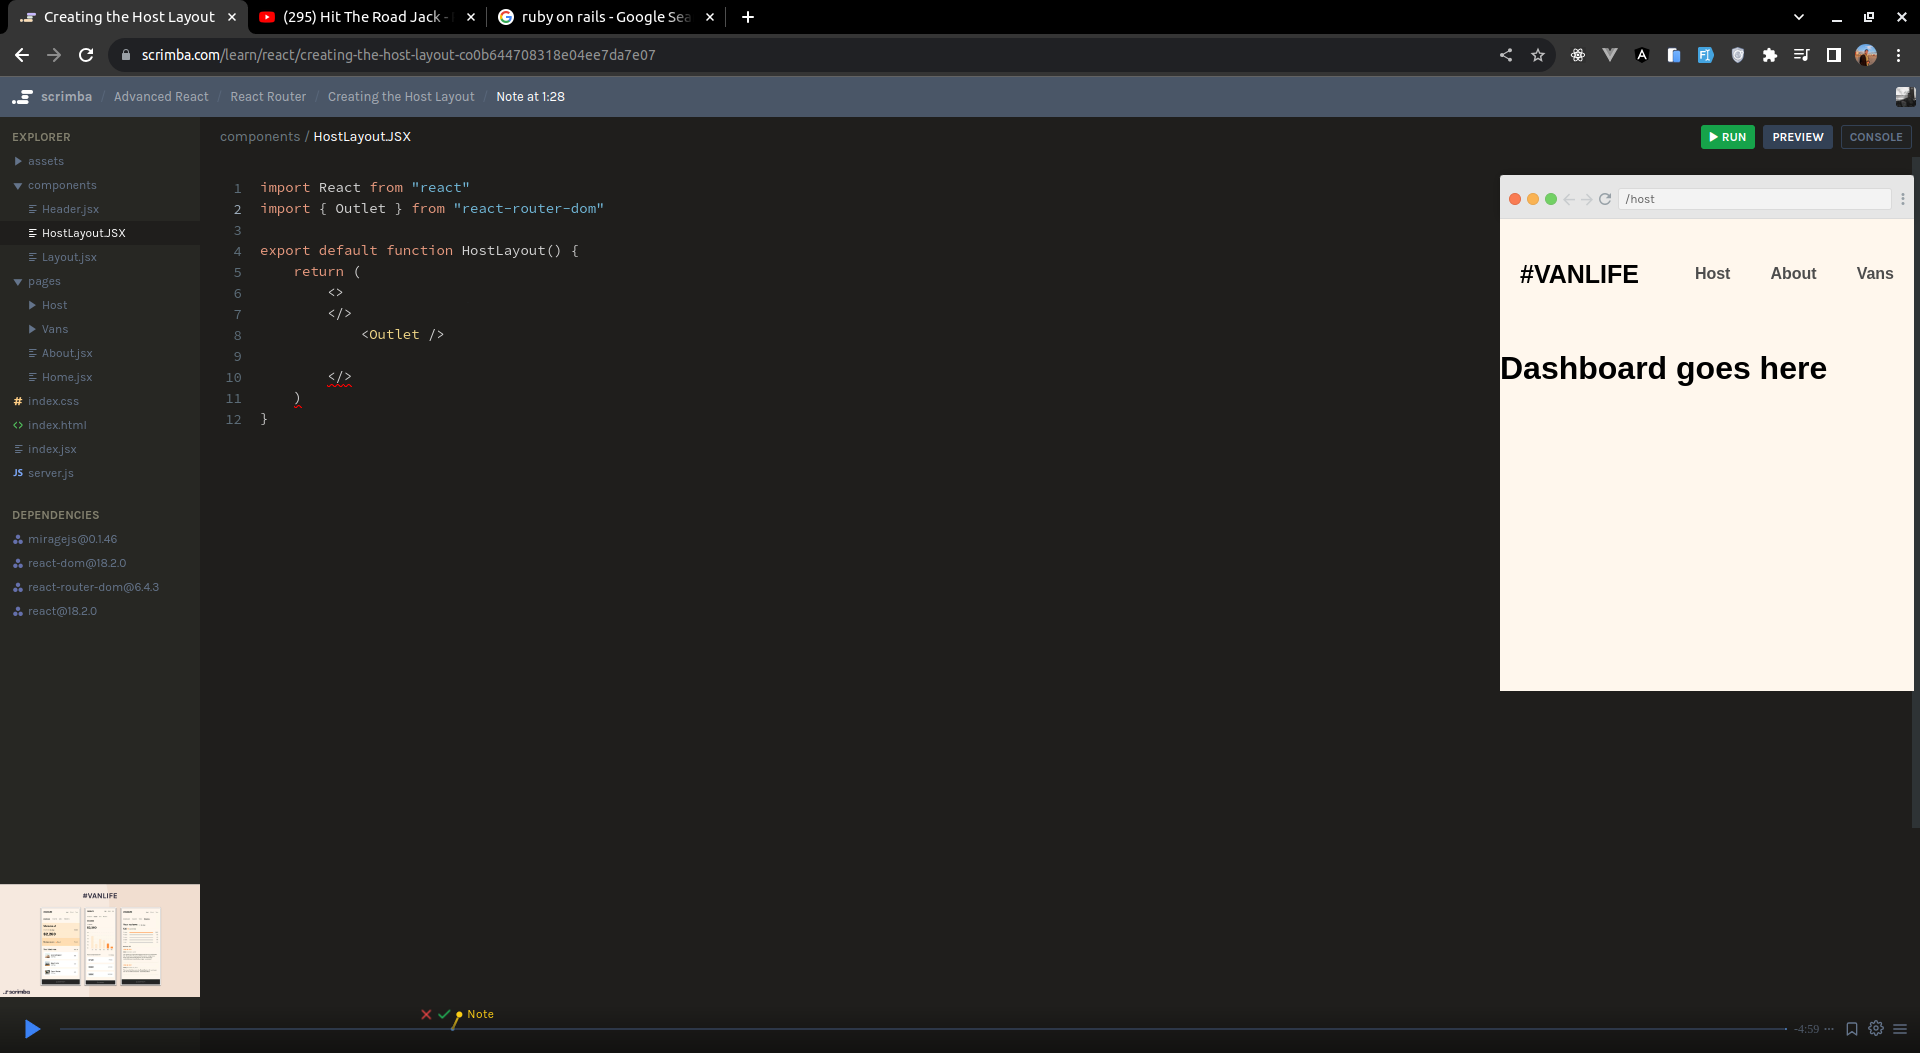 Creating the Host Layout
(295) Hit The Road Jack -
ruby on rails - Google Sea
scrimba.com/learn/react/creating-the-host-layout-co0b644708318e04ee7da7e07
scrimba / Advanced React / React Router / Creating the Host Layout / Note at 1:28
EXPLORER
assets
components
Header.jsx
HostLayout.JSX
Layout.jsx
pages
Host
Vans
About.jsx
Home.jsx
# index.css
<> index.html
index.jsx
JS server.js
DEPENDENCIES
miragejs@0.1.46
react-dom@18.2.0
react-router-dom@6.4.3
react@18.2.0
#VANLIFE
scrimba
components / HostLayout.JSX
1 import React from "react"
2 import { Outlet } from "react-router-dom"
3
4 export default function HostLayout() {
5 return (
6 <>
7 </>
8 <Outlet />
9
10 </>
11 )
12 }
RUN
PREVIEW
CONSOLE
/host
#VANLIFE
Host
About
Vans
Dashboard goes here
Note
-4:59